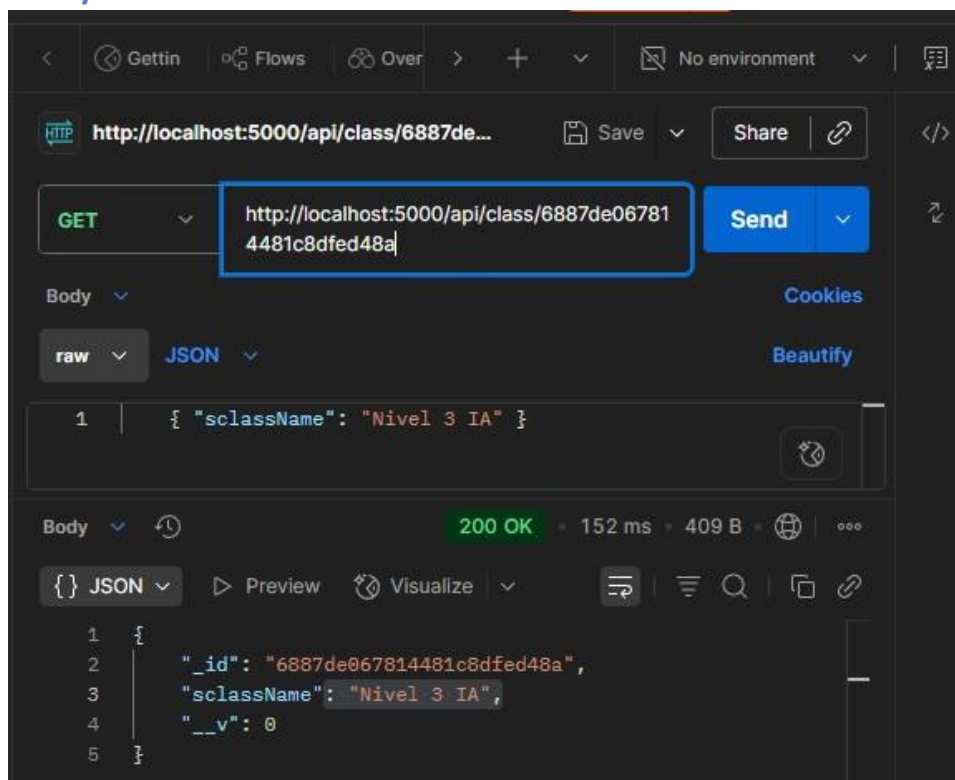 Gettin
Flows
Over
No environment
HTTP
http://localhost:5000/api/class/6887de...
Save
Share
</>
GET
http://localhost:5000/api/class/6887de06781
4481c8dfed48a
Send
Body
Cookies
raw
JSON
Beautify
1 { "sclassName": "Nivel 3 IA" }
Body
200 OK
152 ms
409 B
{} JSON
Preview
Visualize
1 {
2 "_id": "6887de067814481c8dfed48a",
3 "sclassName": "Nivel 3 IA",
4 "__v": 0
5 }